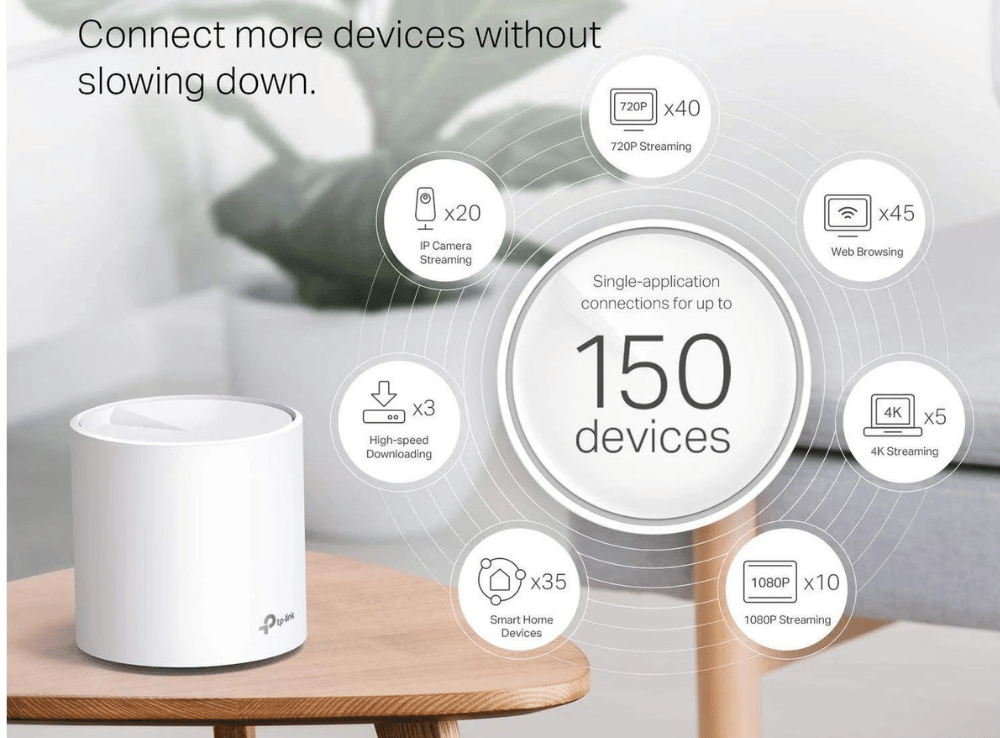 Connect more devices without
slowing down.
720P x40
720P Streaming
x20
IP Camera
Streaming
x45
Web Browsing
Single-application
connections for up to
150
devices
x3
High-speed
Downloading
4K x5
4K Streaming
x35
Smart Home
Devices
1080P x10
1080P Streaming
tp-link